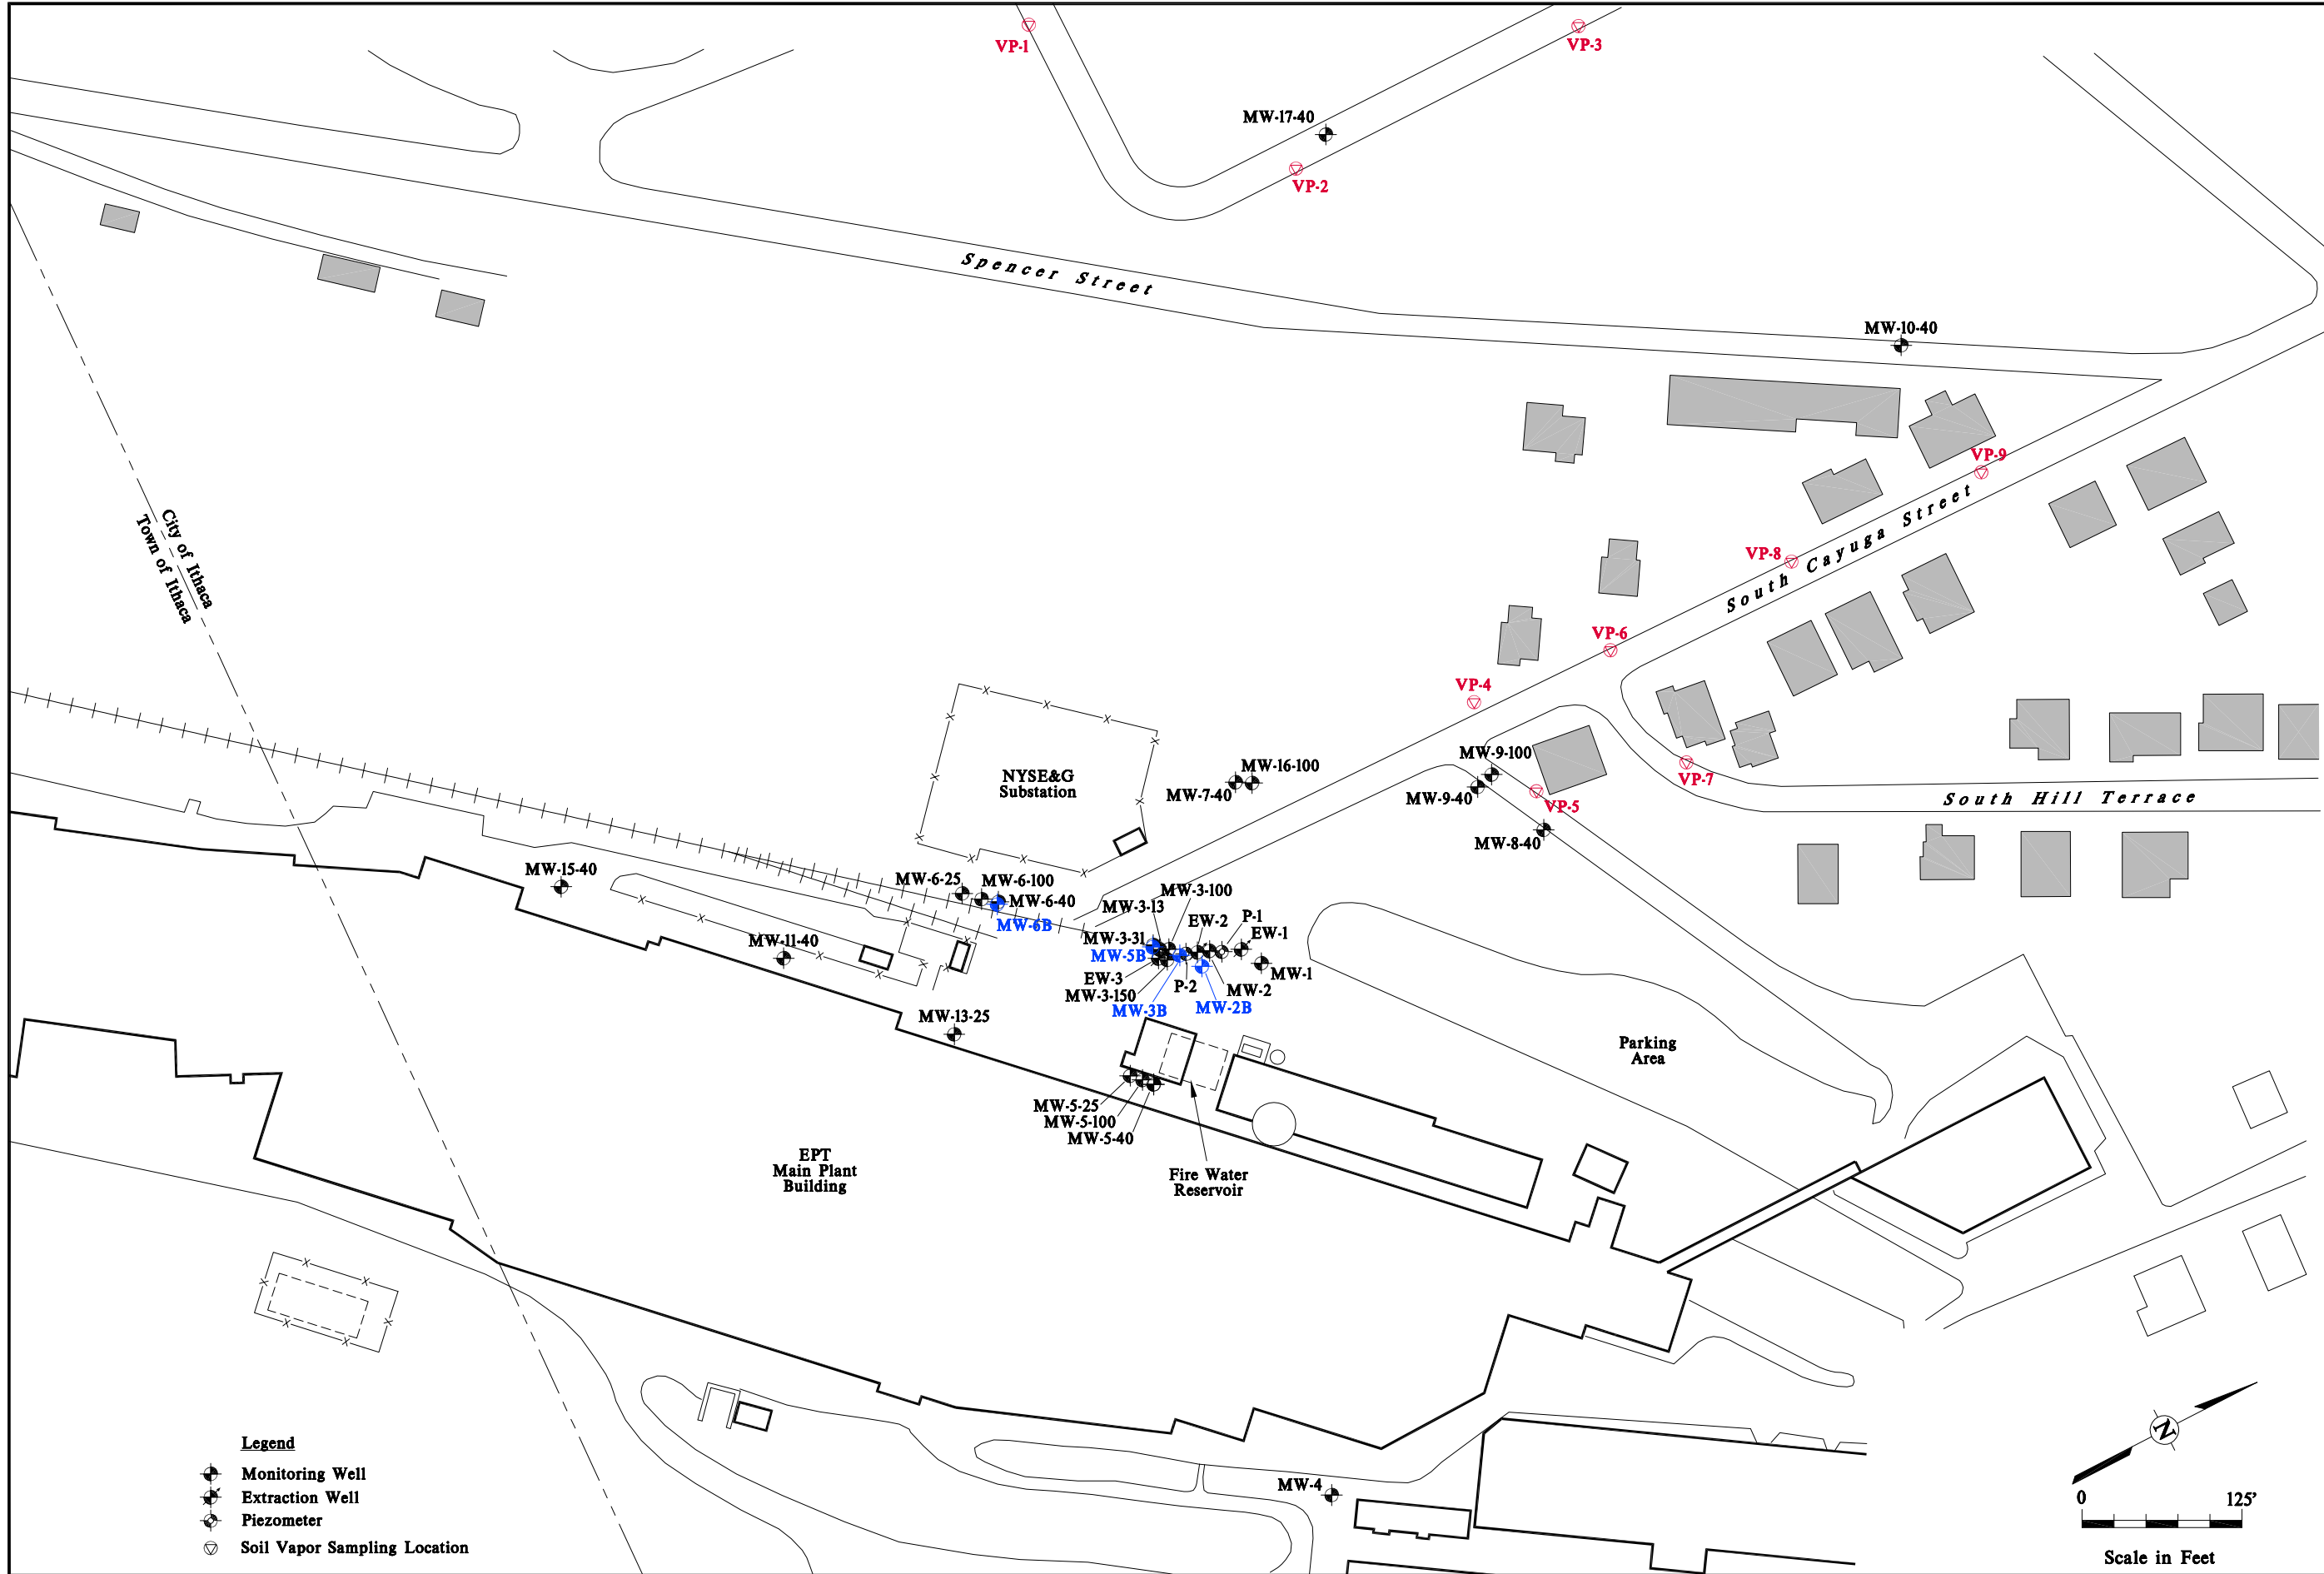 VP-1
VP-3
MW-17-40
VP-2
Spencer Street
MW-10-40
VP-9
South Cayuga Street
VP-8
City of Ithaca
Town of Ithaca
VP-6
VP-4
NYSE&G
Substation
MW-9-100
MW-16-100
MW-7-40
MW-9-40
VP-7
VP-5
South Hill Terrace
MW-8-40
MW-15-40
MW-6-25
MW-6-100
MW-6-40
MW-6B
MW-3-100
MW-3-13
EW-2
P-1
EW-1
MW-11-40
MW-3-31
MW-5B
MW-1
EW-3
P-2
MW-2
MW-3-150
MW-3B
MW-2B
MW-13-25
Parking
Area
MW-5-25
MW-5-100
MW-5-40
EPT
Main Plant
Building
Fire Water
Reservoir
Legend
Monitoring Well
Extraction Well
Piezometer
Soil Vapor Sampling Location
MW-4
N
0 125'
Scale in Feet